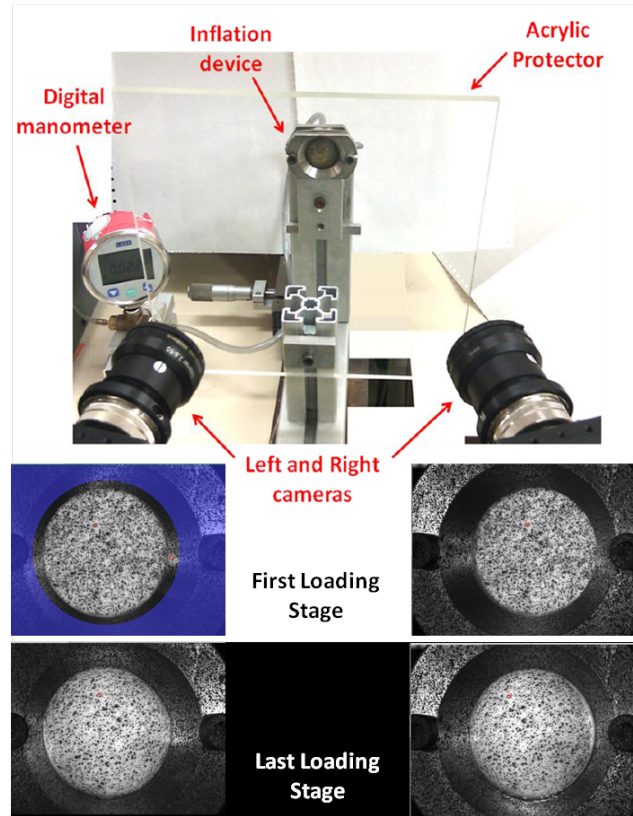 Inflation
device
Acrylic
Protector
Digital
manometer
Left and Right
cameras
First Loading
Stage
Last Loading
Stage